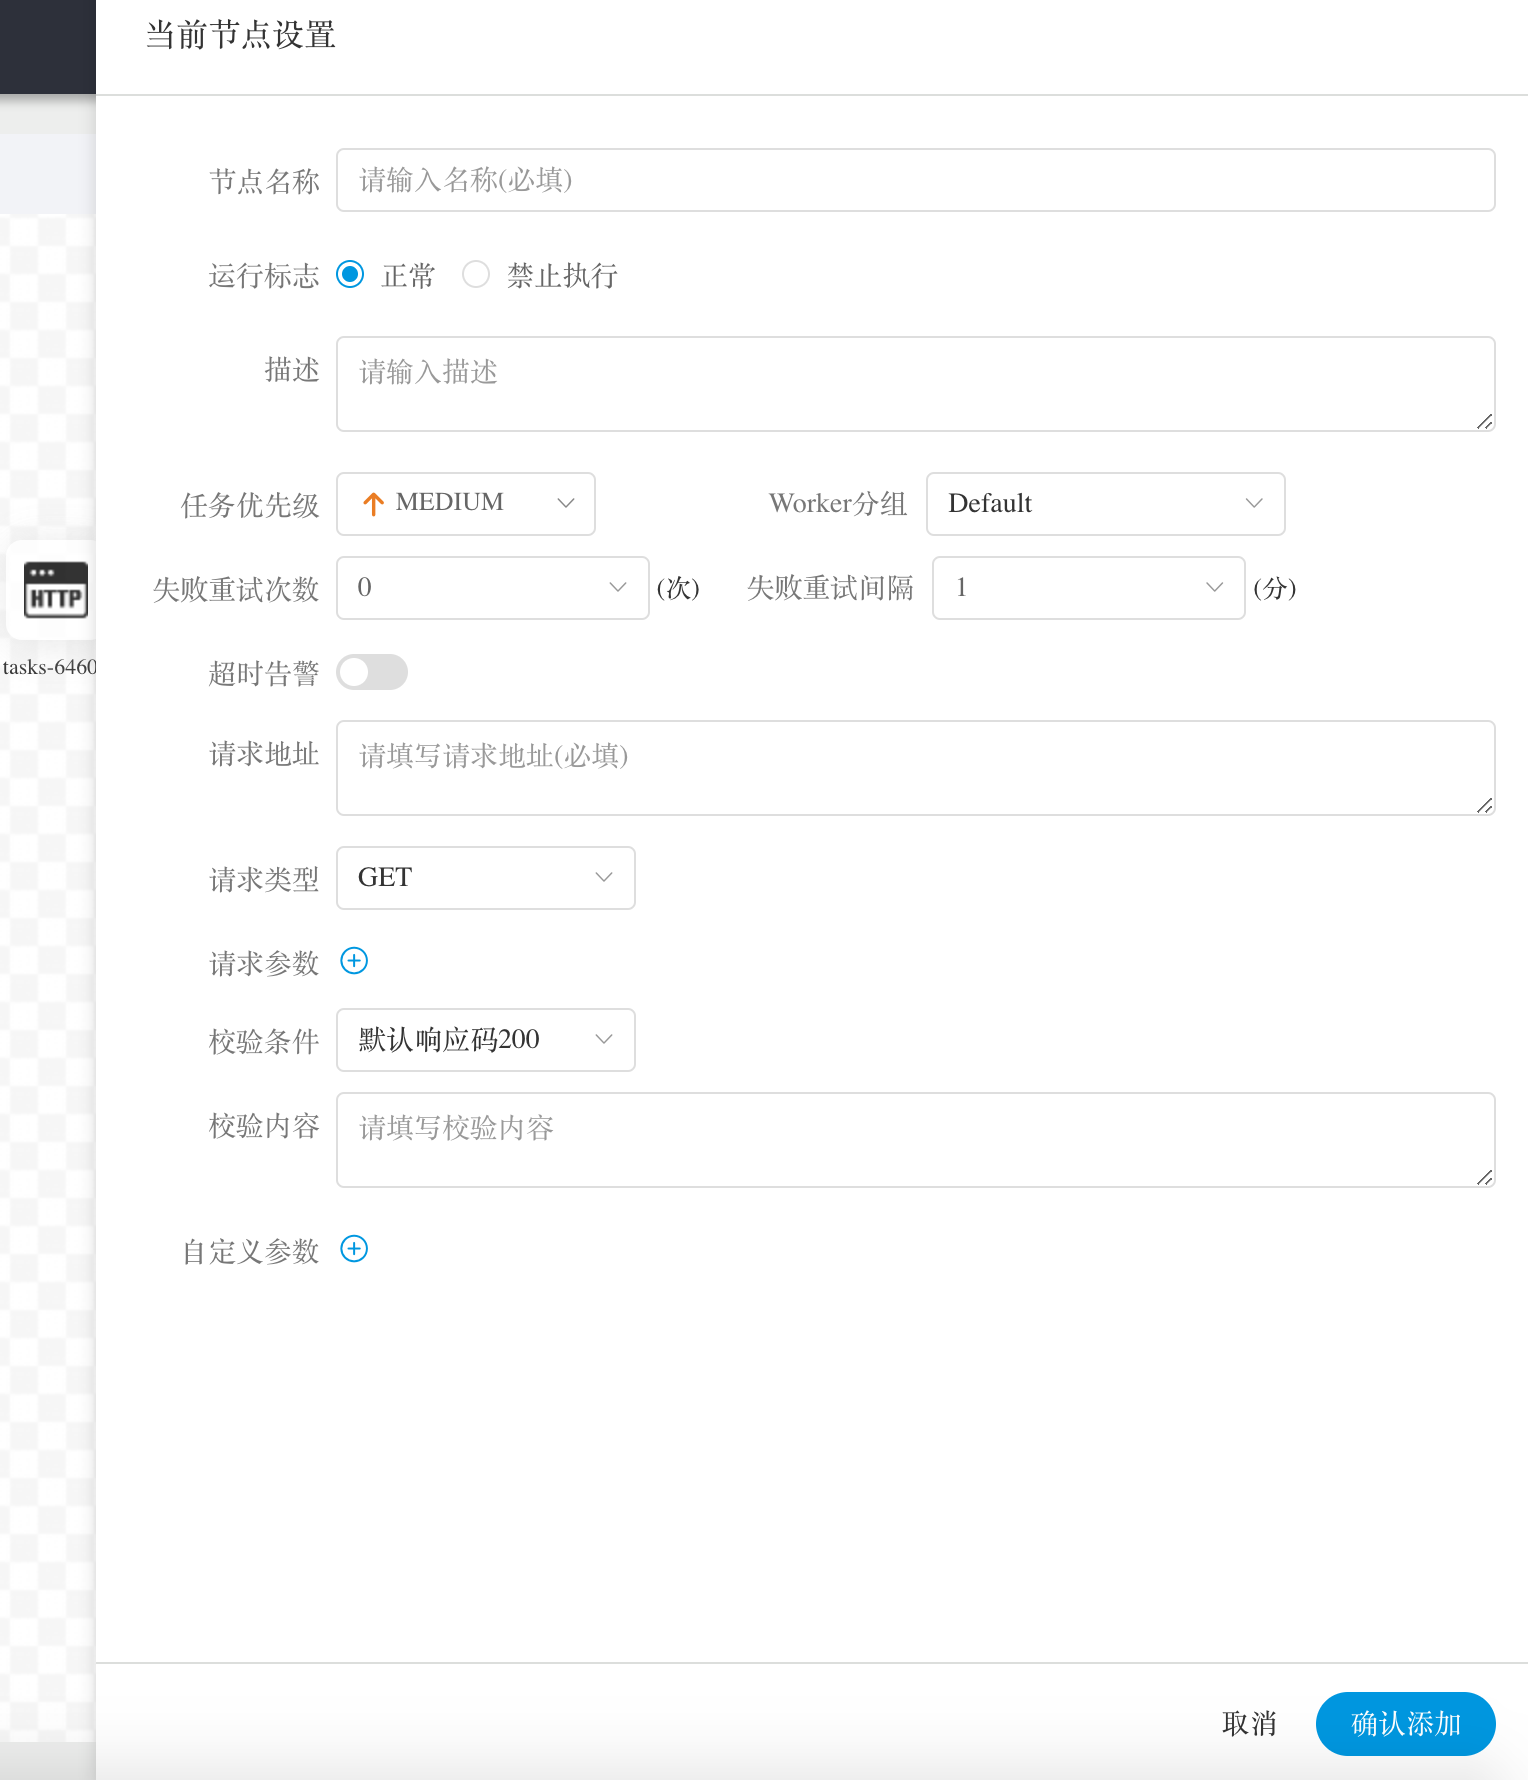 当前节点设置
节点名称 请输入名称(必填)
运行标志 正常 禁止执行
描述 请输入描述
任务优先级 MEDIUM Worker分组 Default
失败重试次数 0 (次) 失败重试间隔 1 (分)
HTTP
tasks-6460
超时告警
请求地址 请填写请求地址(必填)
请求类型 GET
请求参数
校验条件 默认响应码200
校验内容 请填写校验内容
自定义参数
取消 确认添加